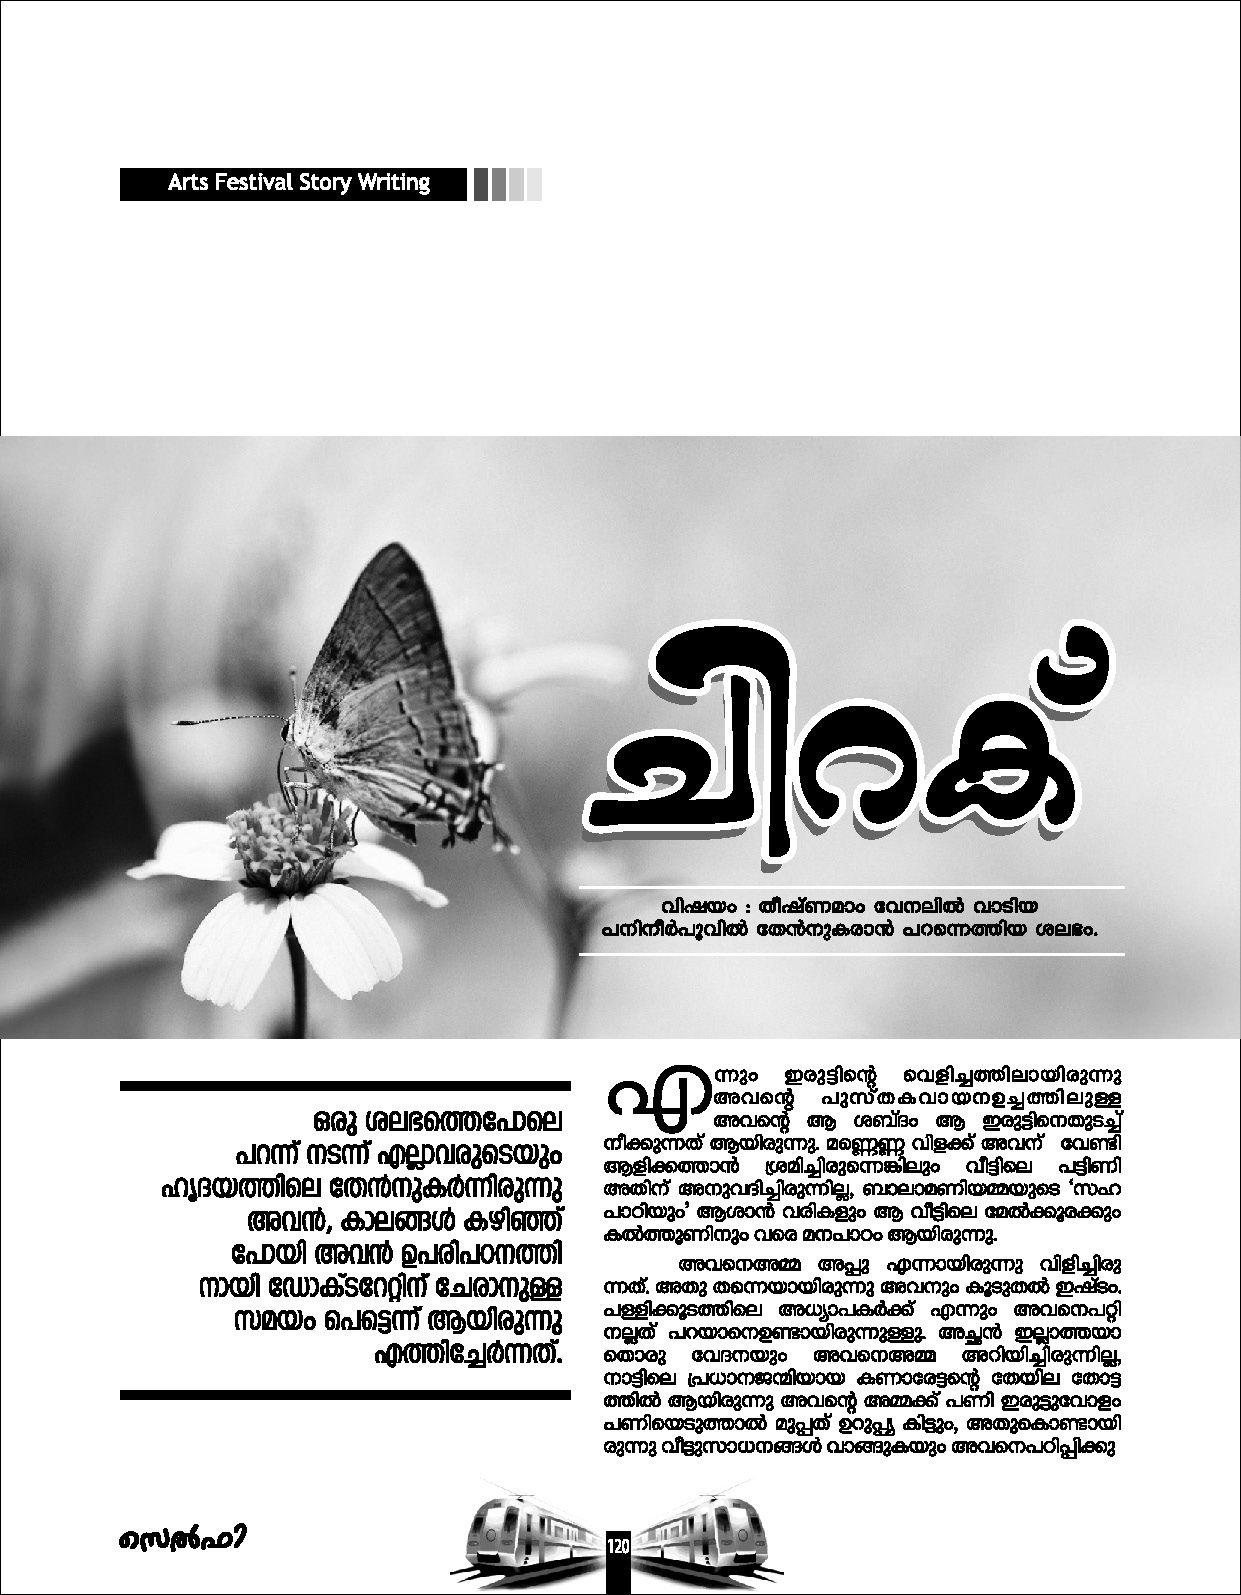 Arts Festival Story Writing
ചിറക്
വിഷയം : തീഷ്ണമാം വേനലിൽ വാടിയ
പനിനീർപൂവിൽ തേൻനുകരാൻ പറന്നെത്തിയ ശലഭം.
ഒരു ശലഭത്തെപോലെ
പറന്ന് നടന്ന് എല്ലാവരുടെയും
ഹൃദയത്തിലെ തേൻനുകർന്നിരുന്നു
അവൻ, കാലങ്ങൾ കഴിഞ്ഞ്
പോയി അവൻ ഉപരിപഠനത്തി
നായി ഡോക്ടറേറ്റിന് ചേരാനുള്ള
സമയം പെട്ടെന്ന് ആയിരുന്നു
എത്തിച്ചേർന്നത്.
എന്നും ഇരുട്ടിന്റെ വെളിച്ചത്തിലായിരുന്നു
അവന്റെ പുസ്തകവായനഉച്ചത്തിലുള്ള
അവന്റെ ആ ശബ്ദം ആ ഇരുട്ടിനെതുടച്ച്
നീക്കുന്നത് ആയിരുന്നു. മണ്ണെണ്ണ വിളക്ക് അവന് വേണ്ടി
ആളിക്കത്താൻ ശ്രമിച്ചിരുന്നെങ്കിലും വീട്ടിലെ പട്ടിണി
അതിന് അനുവദിച്ചിരുന്നില്ല, ബാലാമണിയമ്മയുടെ ‘സഹ
പാഠിയും’ ആശാൻ വരികളും ആ വീട്ടിലെ മേൽക്കൂരക്കും
കൽത്തൂണിനും വരെ മനപാഠം ആയിരുന്നു.
അവനെഅമ്മ അപ്പു എന്നായിരുന്നു വിളിച്ചിരു
ന്നത്. അതു തന്നെയായിരുന്നു അവനും കൂടുതൽ ഇഷ്ടം.
പള്ളിക്കൂടത്തിലെ അധ്യാപകർക്ക് എന്നും അവനെപറ്റി
നല്ലത് പറയാനെഉണ്ടായിരുന്നുള്ളു. അച്ഛൻ ഇല്ലാത്തയാ
തൊരു വേദനയും അവനെഅമ്മ അറിയിച്ചിരുന്നില്ല,
നാട്ടിലെ പ്രധാനജന്മിയായ കണാരേട്ടന്റെ തേയില തോട്ട
ത്തിൽ ആയിരുന്നു അവന്റെ അമ്മക്ക് പണി ഇരുട്ടുവോളം
പണിയെടുത്താൽ മുപ്പത് ഉറുപ്പ്യ കിട്ടും, അതുകൊണ്ടായി
രുന്നു വീട്ടുസാധനങ്ങൾ വാങ്ങുകയും അവനെപഠിപ്പിക്കു
സെൽഫി
120